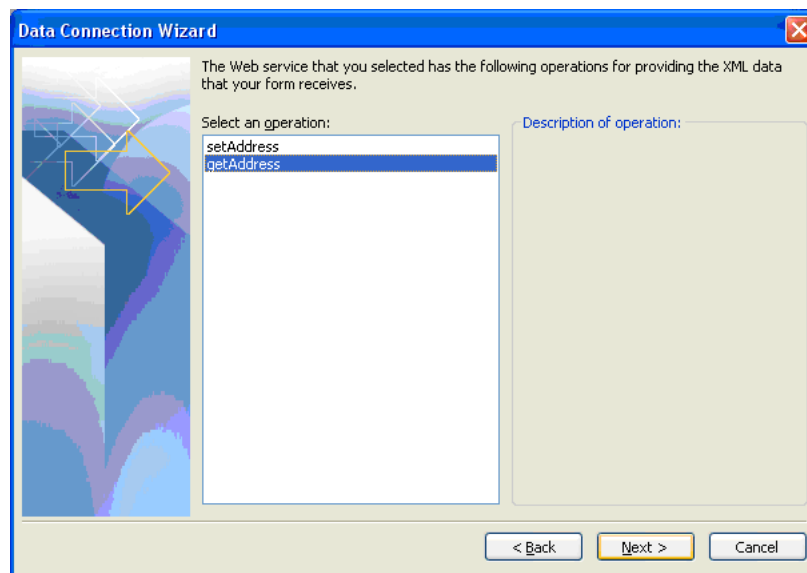 Data Connection Wizard
The Web service that you selected has the following operations for providing the XML data
that your form receives.
Select an operation:
Description of operation:
setAddress
getAddress
< Back
Next >
Cancel